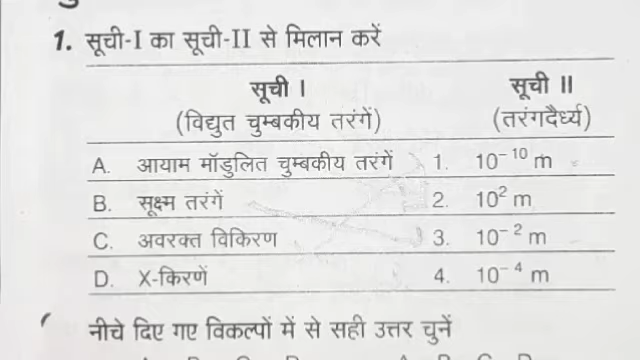 1. सूची-I का सूची-II से मिलान करें
सूची I सूची II
(विद्युत चुम्बकीय तरंगें) (तरंगदैर्ध्य)
A. आयाम मॉडुलित चुम्बकीय तरंगें 1. 10⁻¹⁰ m
B. सूक्ष्म तरंगें 2. 10² m
C. अवरक्त विकिरण 3. 10⁻² m
D. X-किरणें 4. 10⁻⁴ m
नीचे दिए गए विकल्पों में से सही उत्तर चुनें